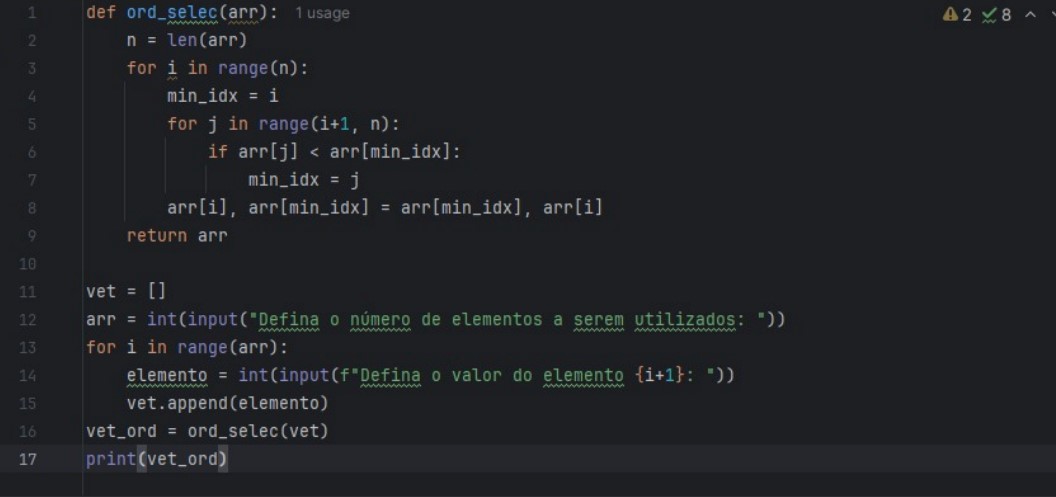 1 def ord_selec(arr): 1 usage 2 8
2     n = len(arr)
3     for i in range(n):
4         min_idx = i
5         for j in range(i+1, n):
6             if arr[j] < arr[min_idx]:
7                 min_idx = j
8         arr[i], arr[min_idx] = arr[min_idx], arr[i]
9     return arr
10
11 vet = []
12 arr = int(input("Defina o número de elementos a serem utilizados: "))
13 for i in range(arr):
14     elemento = int(input(f"Defina o valor do elemento {i+1}: "))
15     vet.append(elemento)
16 vet_ord = ord_selec(vet)
17 print(vet_ord)